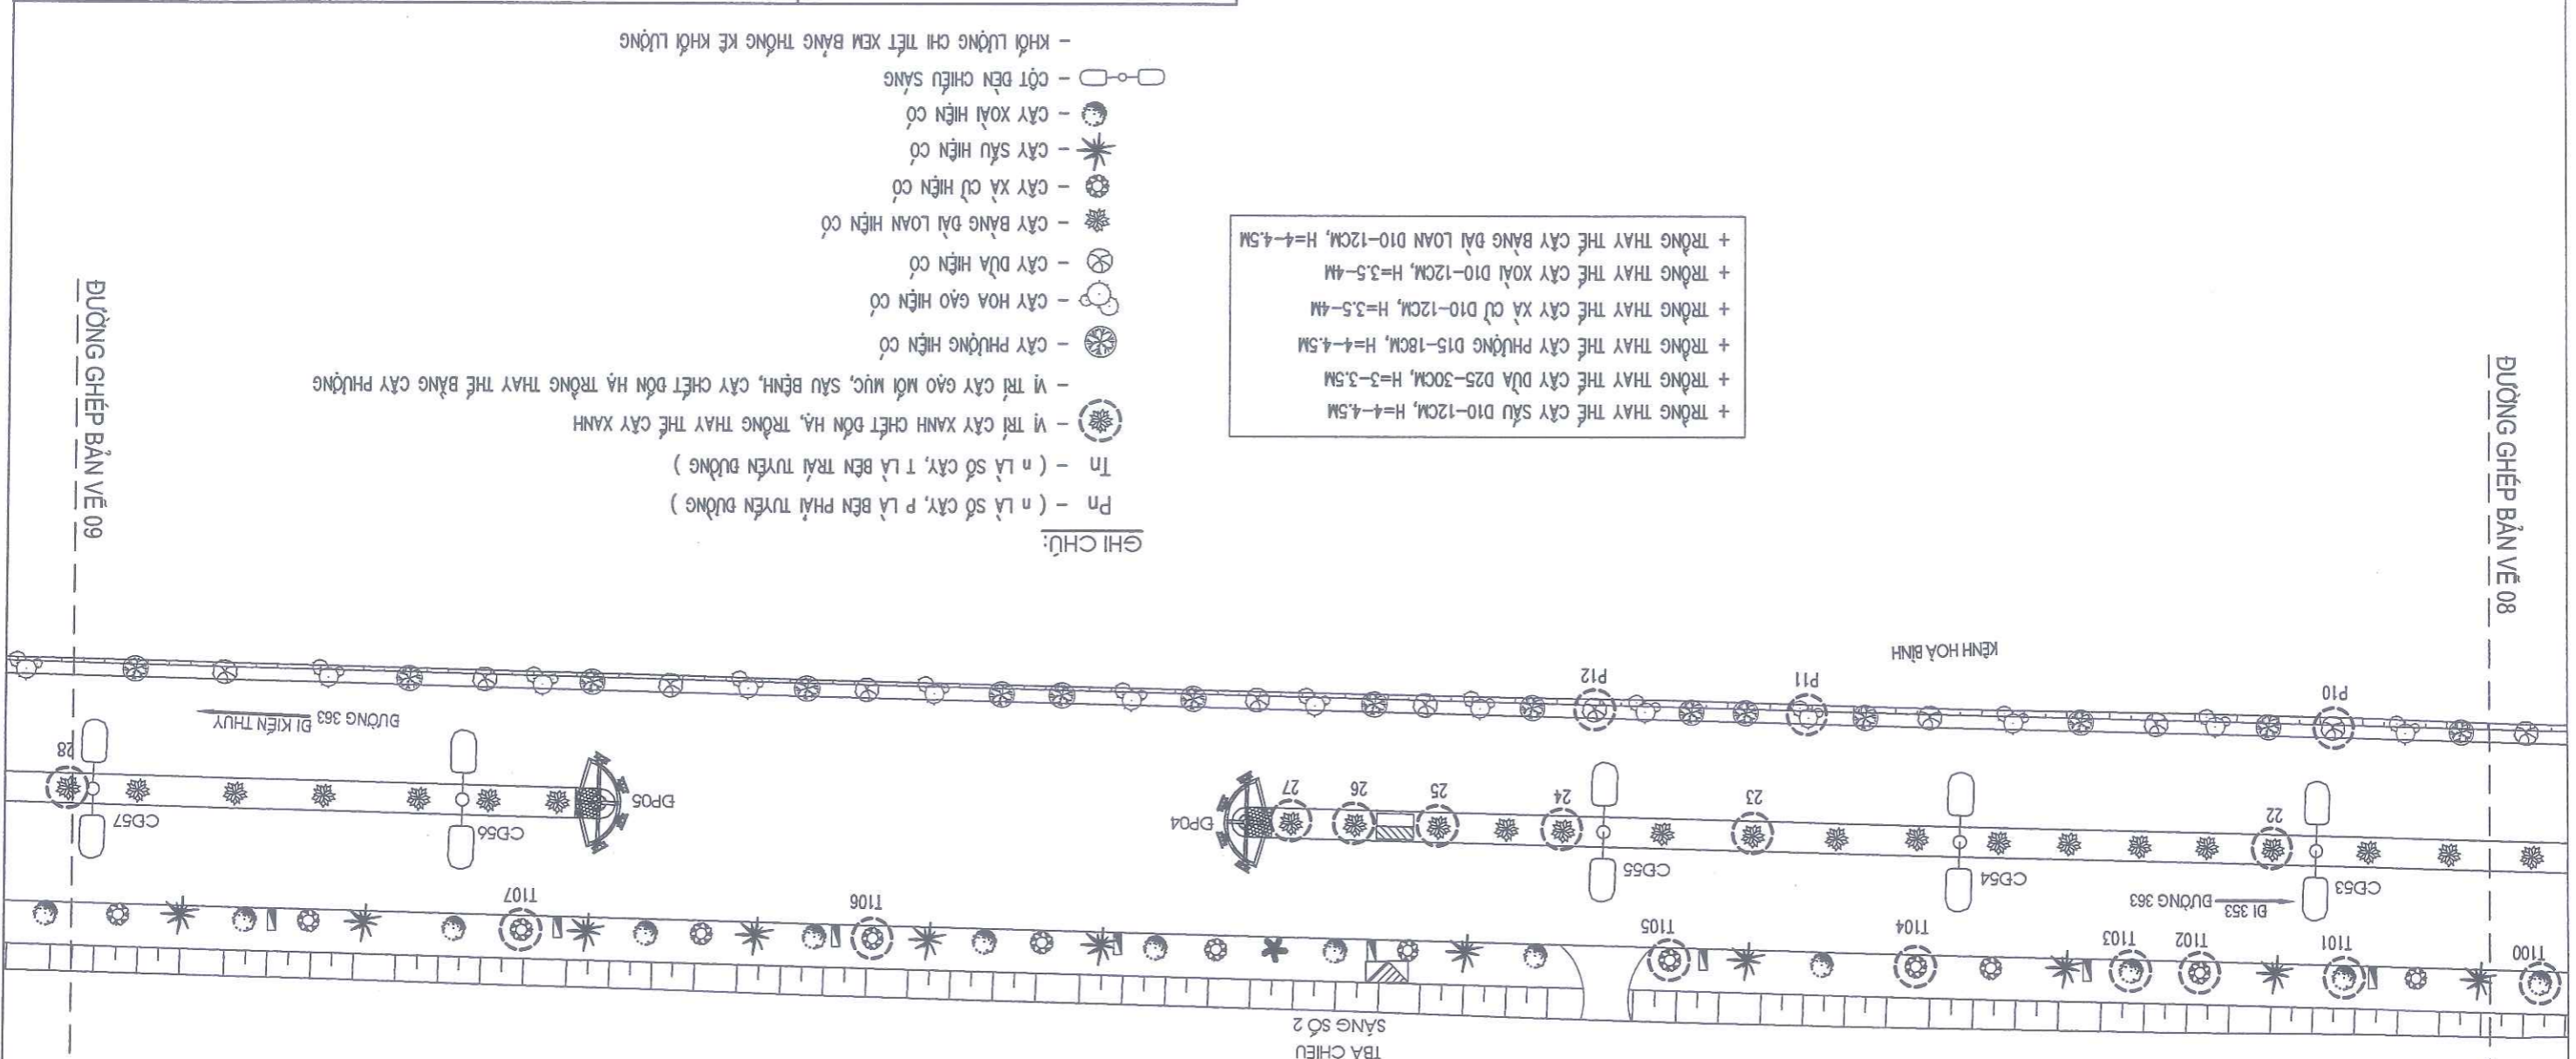 TBA CHIẾU
SÁNG SỐ 2
T100
T101
T102
T103
T104
T105
T106
T107
ĐI 353
ĐƯỜNG 363
CĐ53
CĐ54
CĐ55
CĐ56
CĐ57
22
23
24
25
26
27
28
ĐP04
ĐP05
ĐƯỜNG 363 ĐI KIẾN THUỴ
P10
P11
P12
KÊNH HOÀ BÌNH
ĐƯỜNG GHÉP BẢN VẼ 08
ĐƯỜNG GHÉP BẢN VẼ 09
GHI CHÚ:
Pn - ( n LÀ SỐ CÂY, P LÀ BÊN PHẢI TUYẾN ĐƯỜNG )
Tn - ( n LÀ SỐ CÂY, T LÀ BÊN TRÁI TUYẾN ĐƯỜNG )
- VỊ TRÍ CÂY XANH CHẾT ĐỐN HẠ, TRỒNG THAY THẾ CÂY XANH
- VỊ TRÍ CÂY GẠO MỐI MỤC, SÂU BỆNH, CÂY CHẾT ĐỐN HẠ TRỒNG THAY THẾ BẰNG CÂY PHƯỢNG
- CÂY PHƯỢNG HIỆN CÓ
- CÂY HOA GẠO HIỆN CÓ
- CÂY DỪA HIỆN CÓ
- CÂY BÀNG ĐÀI LOAN HIỆN CÓ
- CÂY XÀ CỪ HIỆN CÓ
- CÂY SẤU HIỆN CÓ
- CÂY XOÀI HIỆN CÓ
- CỘT ĐÈN CHIẾU SÁNG
- KHỐI LƯỢNG CHI TIẾT XEM BẢNG THỐNG KÊ KHỐI LƯỢNG
+ TRỒNG THAY THẾ CÂY SẤU D10-12CM, H=4-4.5M
+ TRỒNG THAY THẾ CÂY DỪA D25-30CM, H=3-3.5M
+ TRỒNG THAY THẾ CÂY PHƯỢNG D15-18CM, H=4-4.5M
+ TRỒNG THAY THẾ CÂY XÀ CỪ D10-12CM, H=3.5-4M
+ TRỒNG THAY THẾ CÂY XOÀI D10-12CM, H=3.5-4M
+ TRỒNG THAY THẾ CÂY BÀNG ĐÀI LOAN D10-12CM, H=4-4.5M